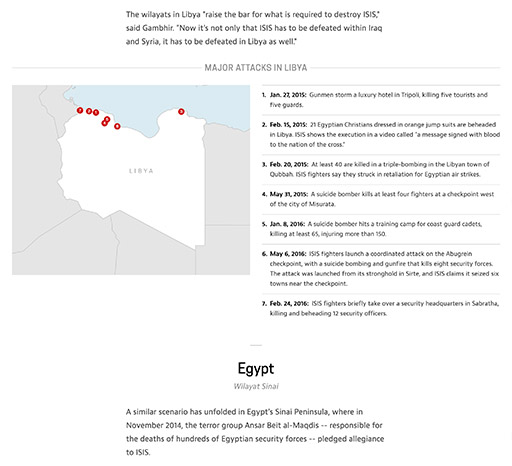 The wilayats in Libya "raise the bar for what is required to destroy ISIS,"
said Gambhir. "Now it's not only that ISIS has to be defeated within Iraq
and Syria, it has to be defeated in Libya as well."
MAJOR ATTACKS IN LIBYA
LIBYA
1. Jan. 27, 2015: Gunmen storm a luxury hotel in Tripoli, killing five tourists and
five guards.
2. Feb. 15, 2015: 21 Egyptian Christians dressed in orange jump suits are beheaded
in Libya. ISIS shows the execution in a video called "a message signed with blood
to the nation of the cross."
3. Feb. 20, 2015: At least 40 are killed in a triple-bombing in the Libyan town of
Qubbah. ISIS fighters say they struck in retaliation for Egyptian air strikes.
4. May 31, 2015: A suicide bomber kills at least four fighters at a checkpoint west
of the city of Misurata.
5. Jan. 8, 2016: A suicide bomber hits a training camp for coast guard cadets,
killing at least 65, injuring more than 150.
6. May 6, 2016: ISIS fighters launch a coordinated attack on the Abugrein
checkpoint, with a suicide bombing and gunfire that kills eight security forces.
The attack was launched from its stronghold in Sirte, and ISIS claims it seized six
towns near the checkpoint.
7. Feb. 24, 2016: ISIS fighters briefly take over a security headquarters in Sabratha,
killing and beheading 12 security officers.
Egypt
Wilayat Sinai
A similar scenario has unfolded in Egypt's Sinai Peninsula, where in
November 2014, the terror group Ansar Beit al-Maqdis -- responsible for
the deaths of hundreds of Egyptian security forces -- pledged allegiance
to ISIS.